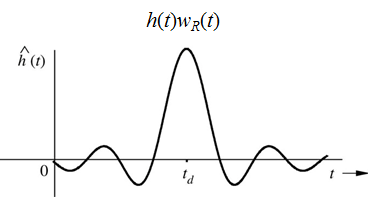 h(t)w_R(t)
ĥ (t)
0
t_d
t